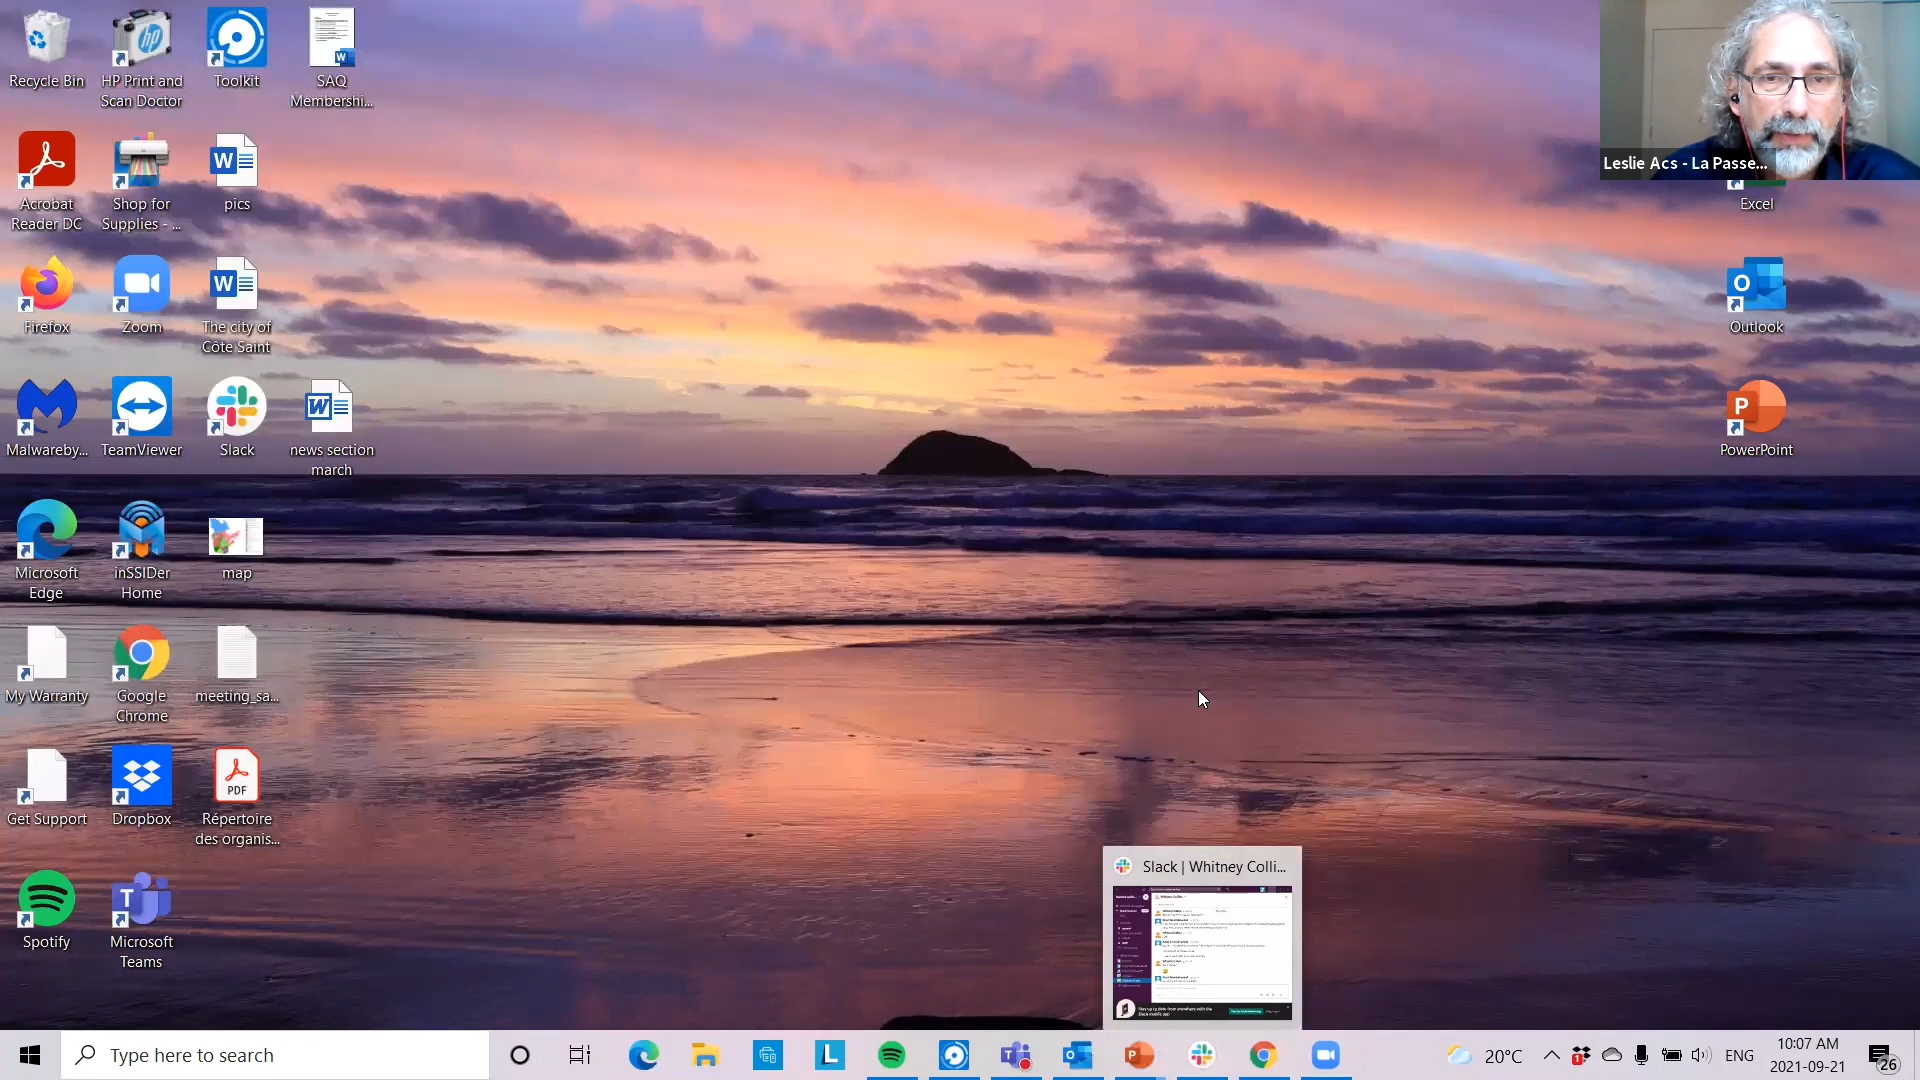 Recycle Bin
HP Print and
Scan Doctor
Toolkit
SAQ
Membershi...
Leslie Acs - La Passe...
Acrobat
Reader DC
Shop for
Supplies - ...
pics
Excel
Firefox
Zoom
The city of
Côte Saint
Outlook
Malwareby...
TeamViewer
Slack
news section
march
PowerPoint
Microsoft
Edge
inSSIDer
Home
map
My Warranty
Google
Chrome
meeting_sa...
Get Support
Dropbox
PDF
Répertoire
des organis...
Spotify
Microsoft
Teams
Slack | Whitney Colli...
Type here to search
20°C
ENG
10:07 AM
2021-09-21
26